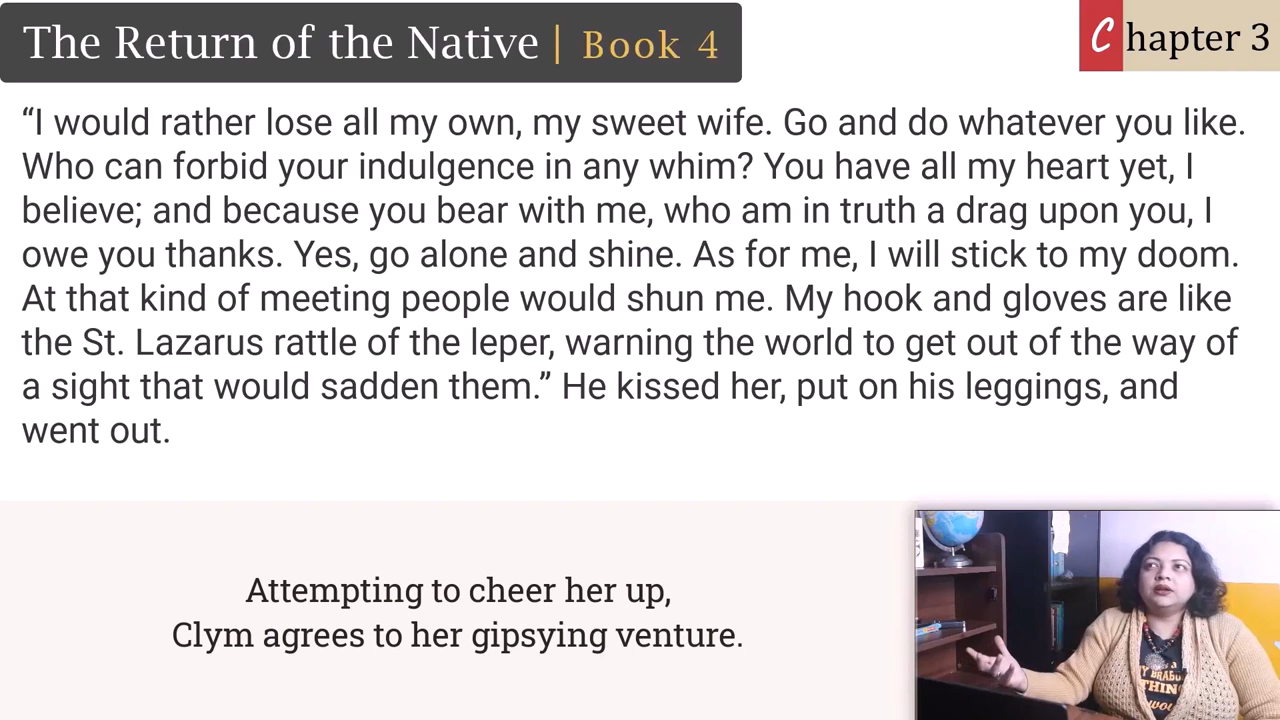 The Return of the Native | Book 4
Chapter 3
“I would rather lose all my own, my sweet wife. Go and do whatever you like.
Who can forbid your indulgence in any whim? You have all my heart yet, I
believe; and because you bear with me, who am in truth a drag upon you, I
owe you thanks. Yes, go alone and shine. As for me, I will stick to my doom.
At that kind of meeting people would shun me. My hook and gloves are like
the St. Lazarus rattle of the leper, warning the world to get out of the way of
a sight that would sadden them.” He kissed her, put on his leggings, and
went out.
Attempting to cheer her up,
Clym agrees to her gipsying venture.